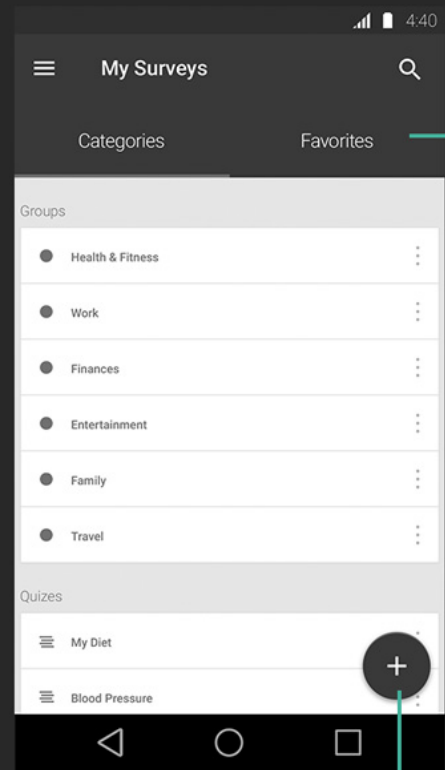 4:40
My Surveys
Categories Favorites
Groups
Health & Fitness
Work
Finances
Entertainment
Family
Travel
Quizes
My Diet
Blood Pressure